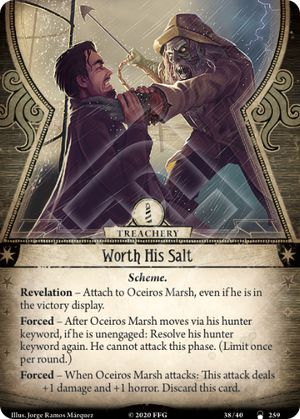 TREACHERY
Worth His Salt
Scheme.
Revelation – Attach to Oceiros Marsh, even if he is in
the victory display.
Forced – After Oceiros Marsh moves via his hunter
keyword, if he is unengaged: Resolve his hunter
keyword again. He cannot attack this phase. (Limit once
per round.)
Forced – When Oceiros Marsh attacks: This attack deals
+1 damage and +1 horror. Discard this card.
Illus. Jorge Ramos Márquez © 2020 FFG 38/40 259